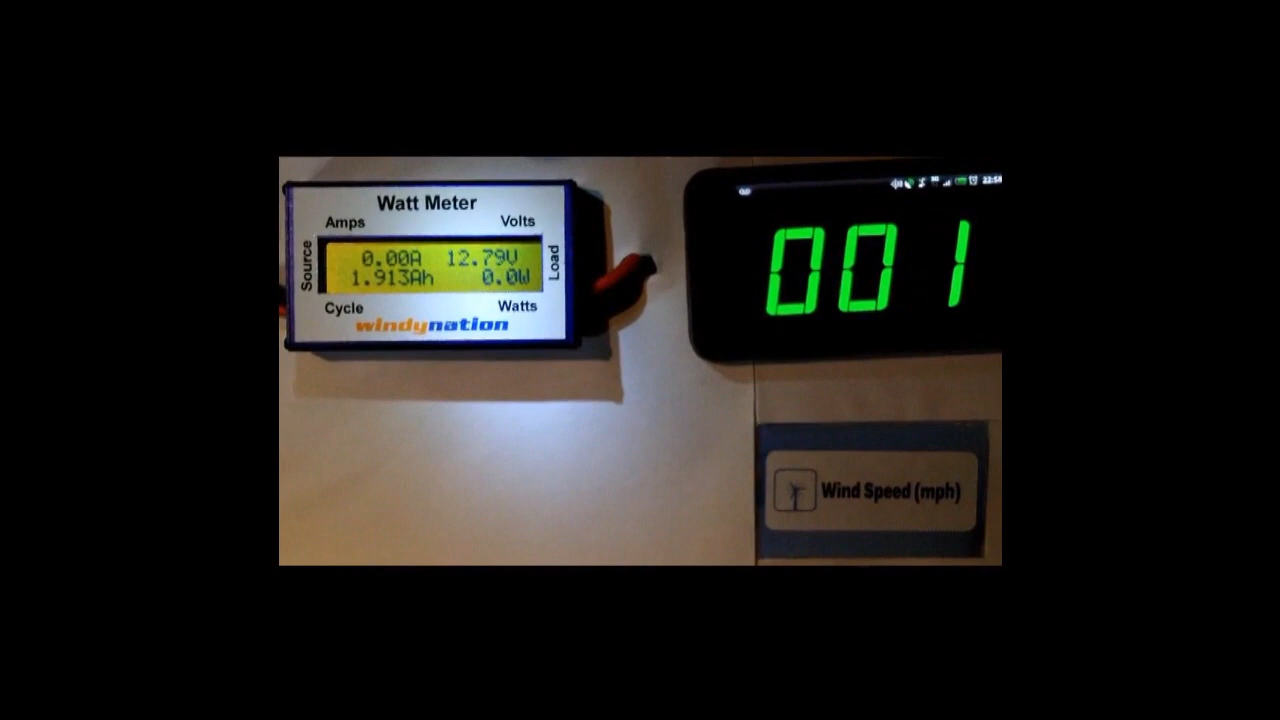 Watt Meter
Amps Volts
Source
0.00A 12.79V
1.913Ah 0.0W
Load
Cycle Watts
windynation
001
Wind Speed (mph)